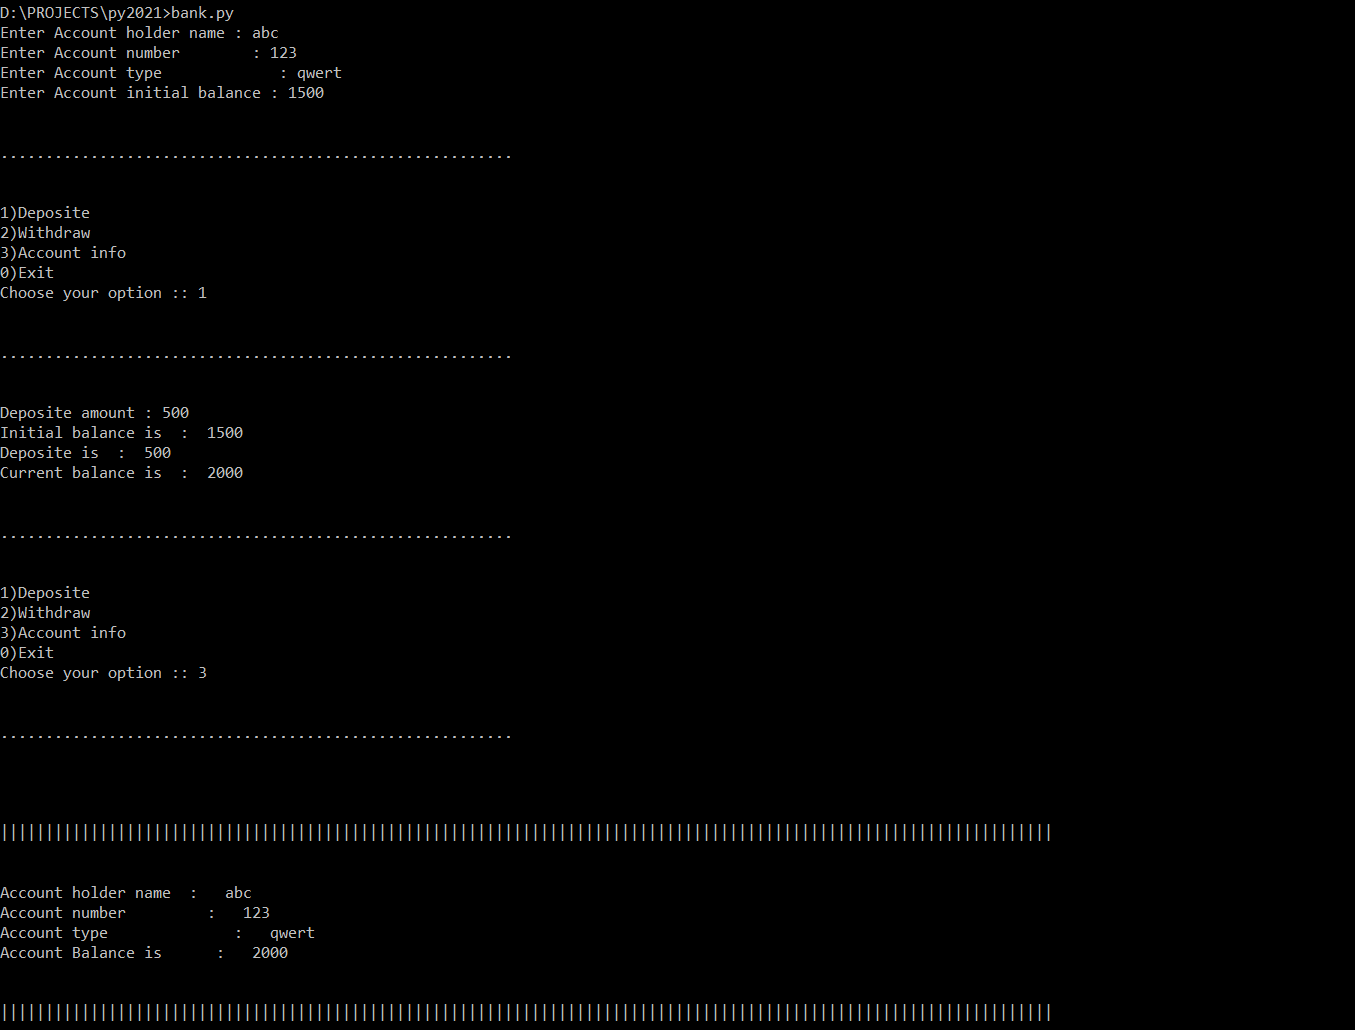 D:\PROJECTS\py2021>bank.py
Enter Account holder name : abc
Enter Account number        : 123
Enter Account type             : qwert
Enter Account initial balance : 1500
.........................................................
1)Deposite
2)Withdraw
3)Account info
0)Exit
Choose your option :: 1
.........................................................
Deposite amount : 500
Initial balance is  :  1500
Deposite is  :  500
Current balance is  :  2000
.........................................................
1)Deposite
2)Withdraw
3)Account info
0)Exit
Choose your option :: 3
.........................................................
|||||||||||||||||||||||||||||||||||||||||||||||||||||||||||||||||||||||||||||||||||||||||||||||||||||||||||||||||||||
Account holder name  :   abc
Account number         :   123
Account type              :   qwert
Account Balance is      :   2000
|||||||||||||||||||||||||||||||||||||||||||||||||||||||||||||||||||||||||||||||||||||||||||||||||||||||||||||||||||||